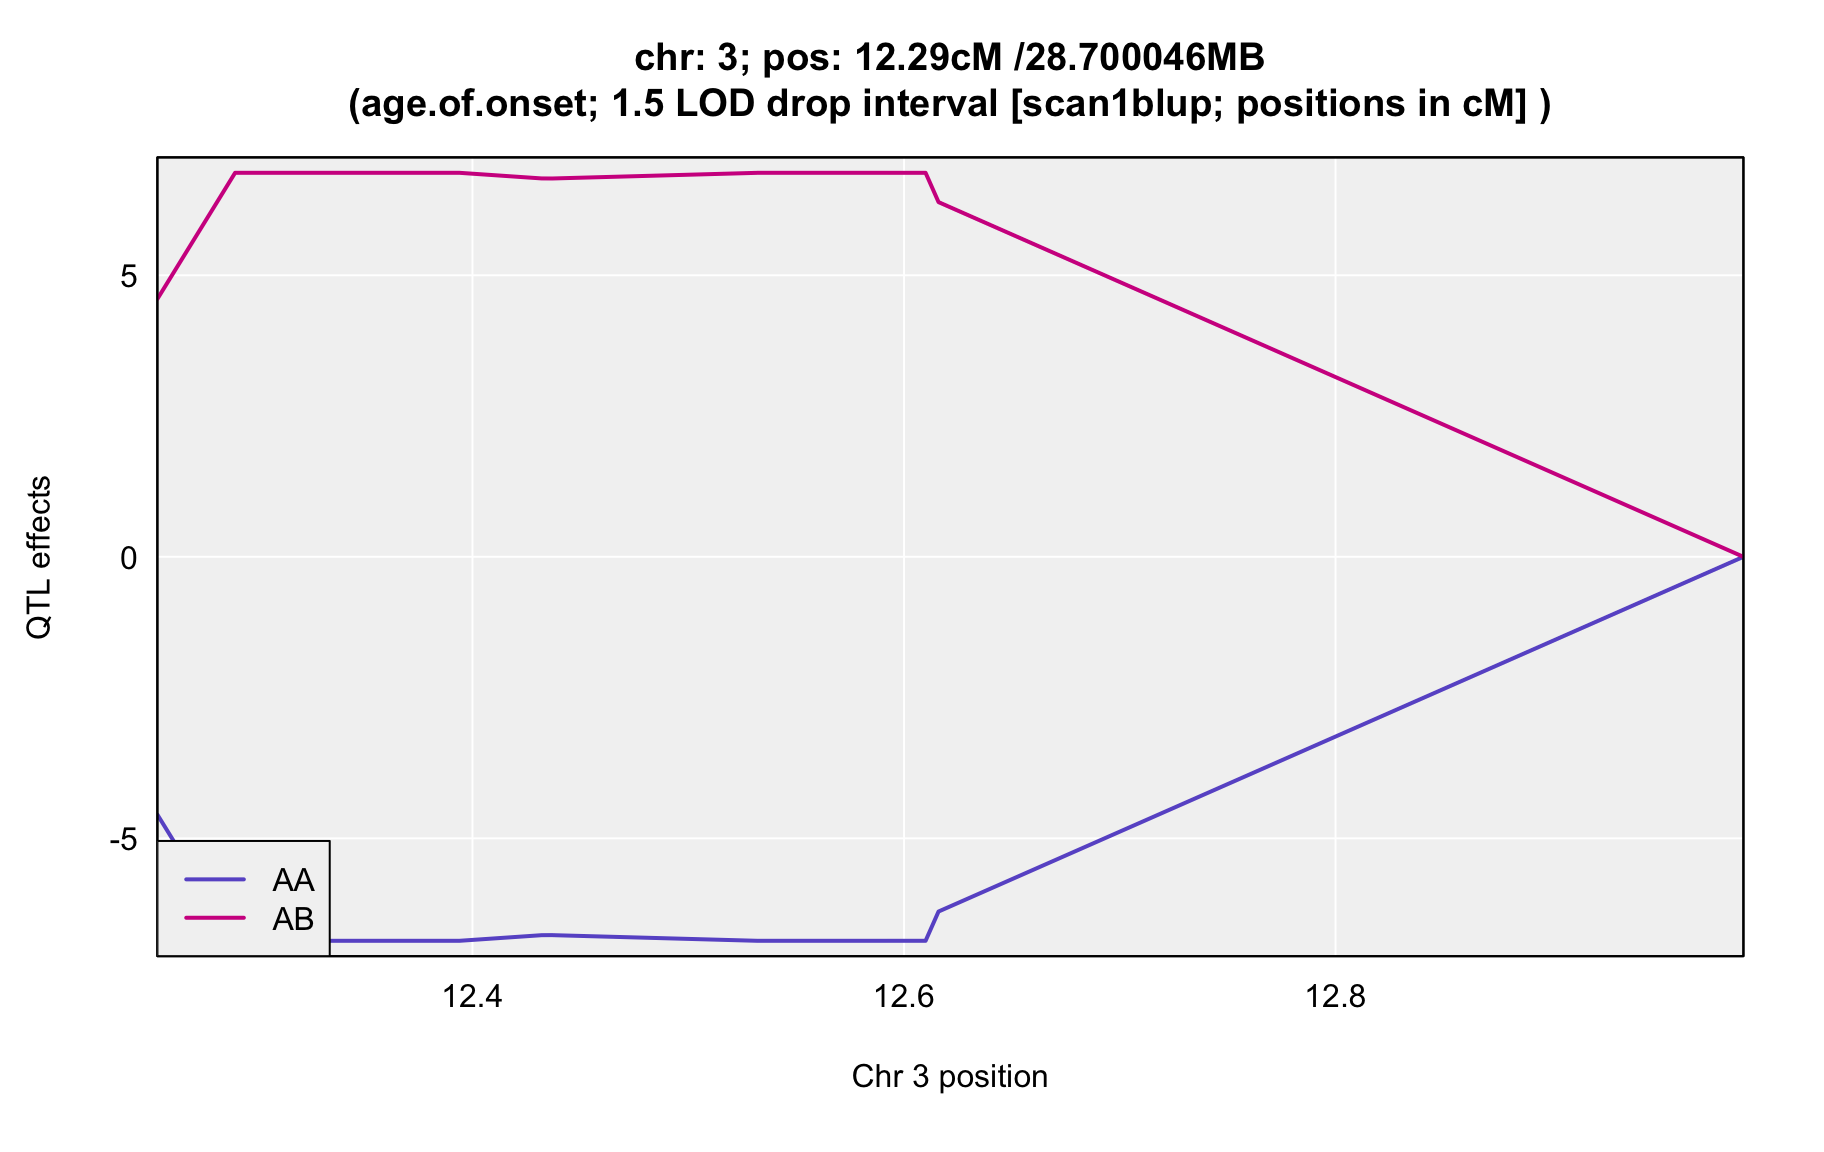 chr: 3; pos: 12.29cM /28.700046MB
(age.of.onset; 1.5 LOD drop interval [scan1blup; positions in cM] )
QTL effects
5
0
-5
AA
AB
12.4
12.6
12.8
Chr 3 position